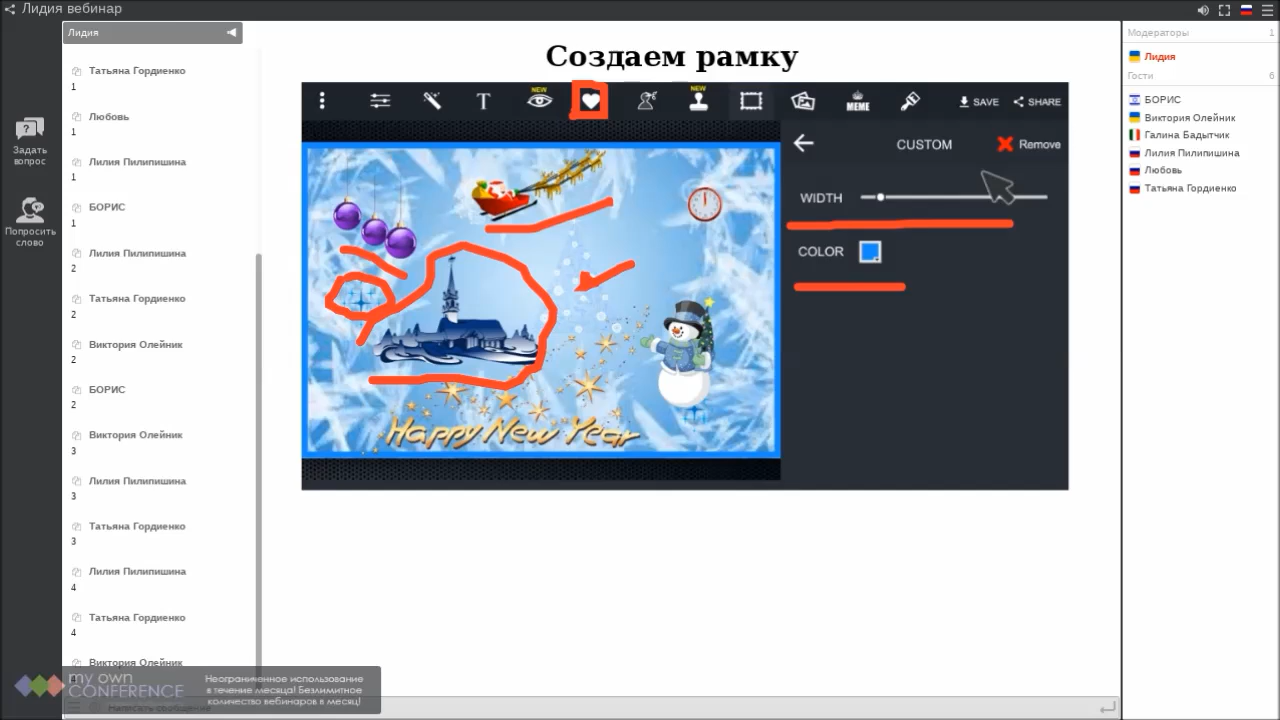 Лидия вебинар
Лидия
Татьяна Гордиенко
1
Любовь
1
Лилия Пилипишина
1
БОРИС
1
Лилия Пилипишина
2
Татьяна Гордиенко
2
Виктория Олейник
2
БОРИС
2
Виктория Олейник
3
Лилия Пилипишина
3
Татьяна Гордиенко
3
Лилия Пилипишина
4
Татьяна Гордиенко
4
Виктория Олейник
4
Задать
вопрос
Попросить
слово
my own
CONFERENCE
Неограниченное использование
в течение месяца! Безлимитное
количество вебинаров в месяц!
Написать сообщение
Создаем рамку
T
NEW
NEW
MEME
SAVE
SHARE
CUSTOM
Remove
WIDTH
COLOR
Happy New Year
Модераторы 1
Лидия
Гости 6
БОРИС
Виктория Олейник
Галина Бадытчик
Лилия Пилипишина
Любовь
Татьяна Гордиенко